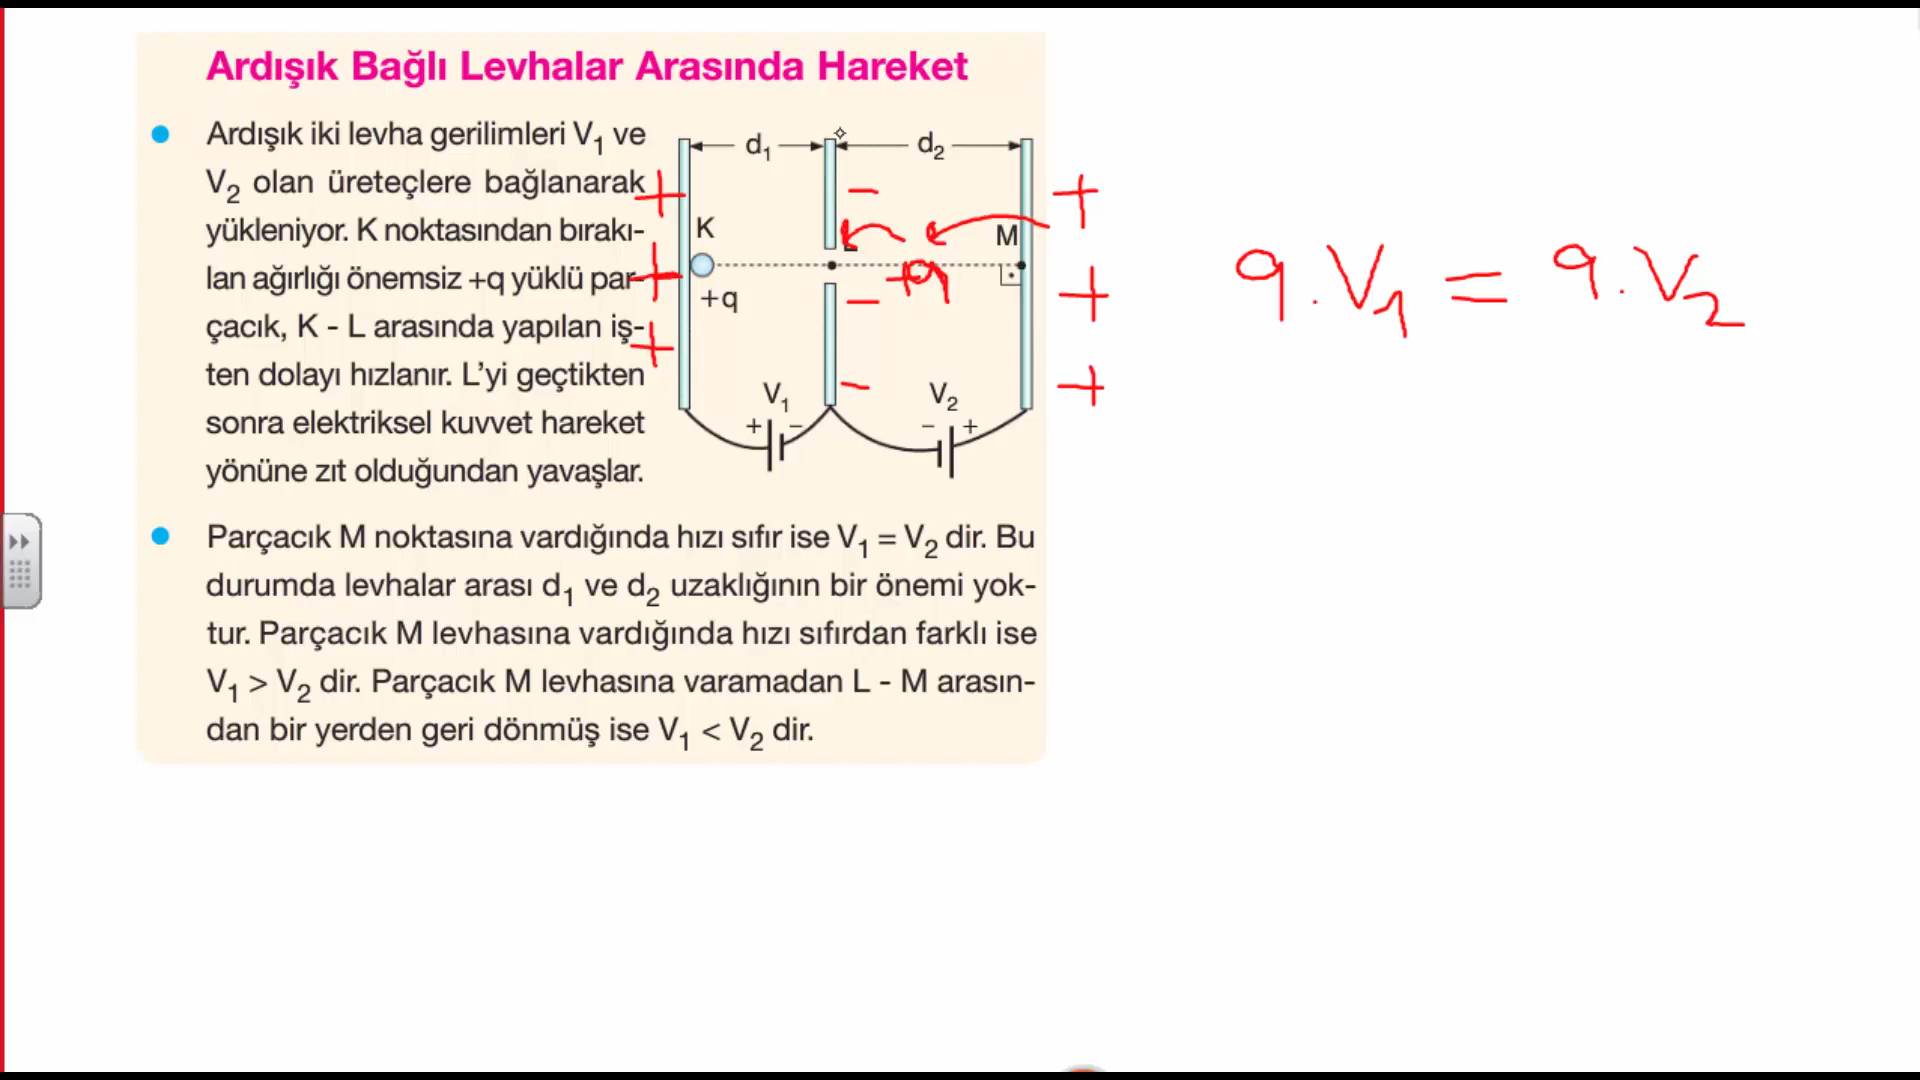 Ardışık Bağlı Levhalar Arasında Hareket
Ardışık iki levha gerilimleri V₁ ve
V₂ olan üreteçlere bağlanarak
yükleniyor. K noktasından bırakı-
lan ağırlığı önemsiz +q yüklü par-
çacık, K - L arasında yapılan iş-
ten dolayı hızlanır. L'yi geçtikten
sonra elektriksel kuvvet hareket
yönüne zıt olduğundan yavaşlar.
d₁ d₂
+ - +
K L M
+ +q +
+q - +
+ - +
V₁ V₂
+ - - +
q.V₁ = q.V₂
Parçacık M noktasına vardığında hızı sıfır ise V₁ = V₂ dir. Bu
durumda levhalar arası d₁ ve d₂ uzaklığının bir önemi yok-
tur. Parçacık M levhasına vardığında hızı sıfırdan farklı ise
V₁ > V₂ dir. Parçacık M levhasına varamadan L - M arasın-
dan bir yerden geri dönmüş ise V₁ < V₂ dir.